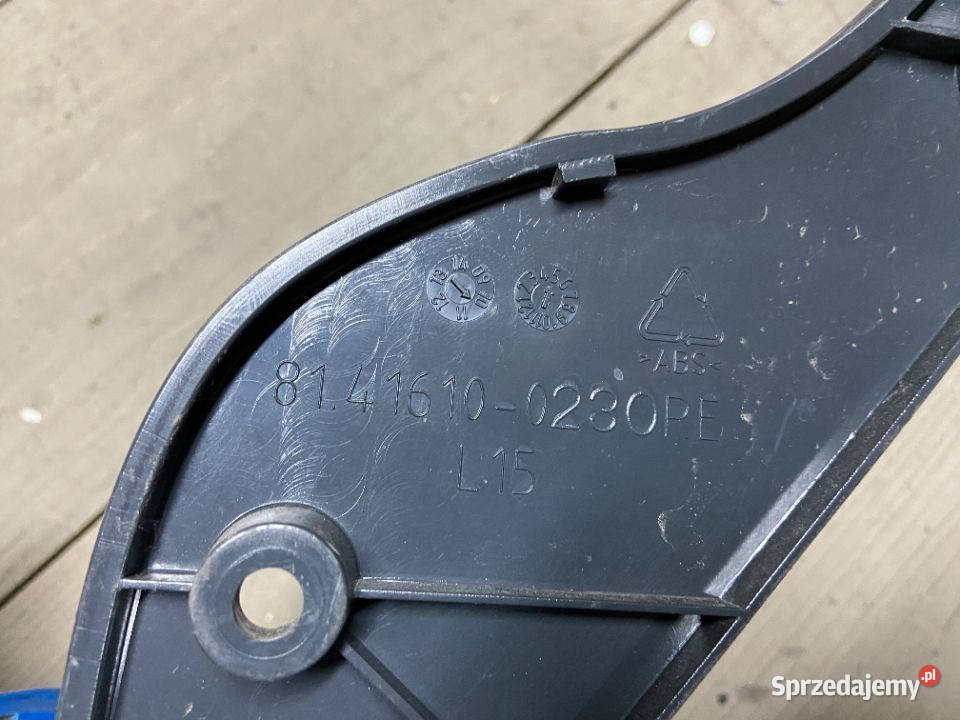 81.41610-0230PE
L15
>ABS<
Sprzedajemy.pl